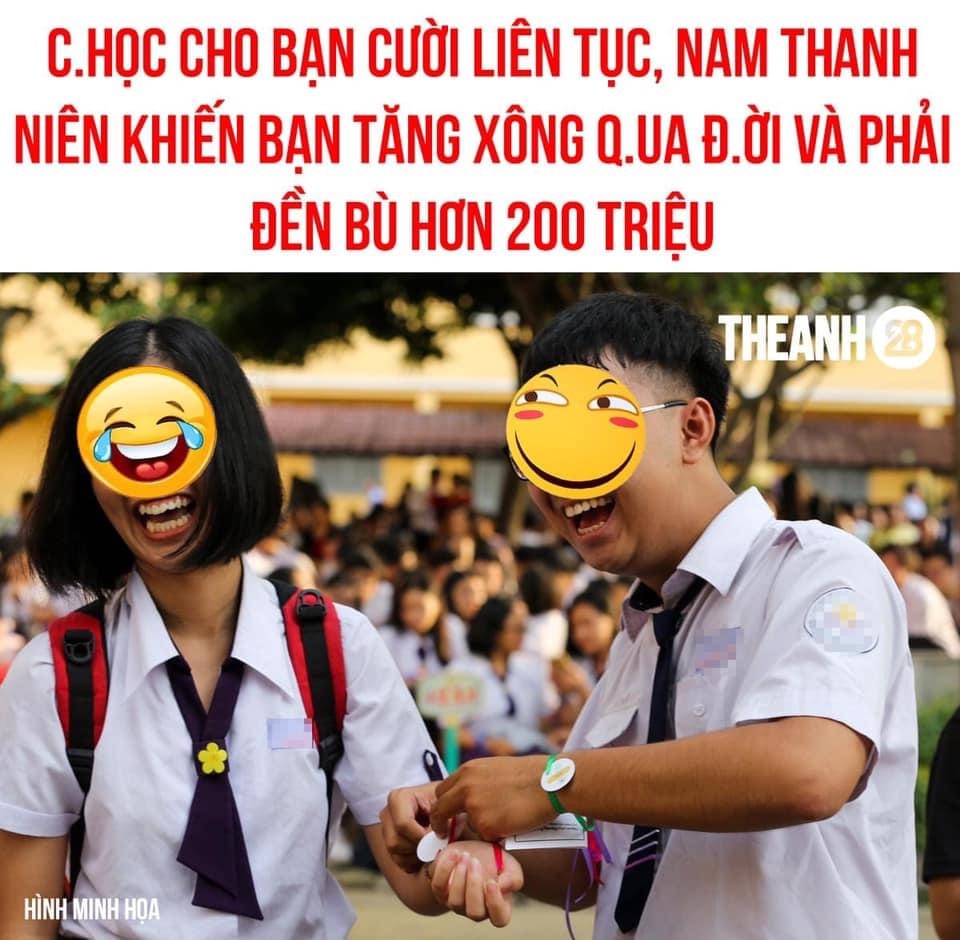 C.HỌC CHO BẠN CƯỜI LIÊN TỤC, NAM THANH
NIÊN KHIẾN BẠN TĂNG XÔNG Q.UA Đ.ỜI VÀ PHẢI
ĐỀN BÙ HƠN 200 TRIỆU
THEANH 28
HÌNH MINH HỌA